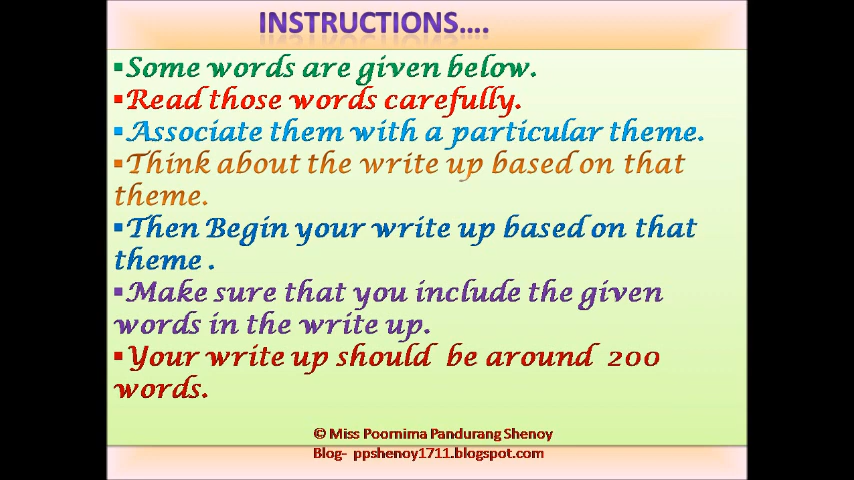 INSTRUCTIONS....
▪Some words are given below.
▪Read those words carefully.
▪Associate them with a particular theme.
▪Think about the write up based on that
theme.
▪Then Begin your write up based on that
theme .
▪Make sure that you include the given
words in the write up.
▪Your write up should be around 200
words.
© Miss Poornima Pandurang Shenoy
Blog- ppshenoy1711.blogspot.com